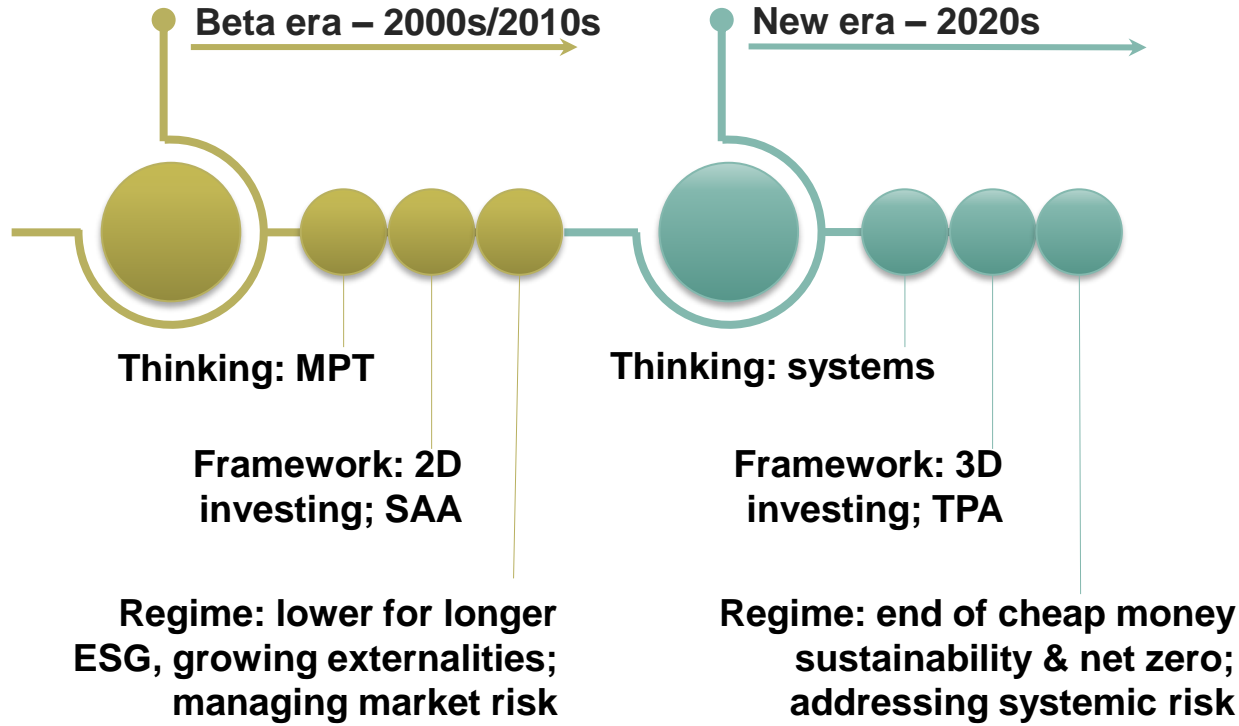 Beta era – 2000s/2010s
Thinking: MPT
Framework: 2D
investing; SAA
Regime: lower for longer
ESG, growing externalities;
managing market risk
New era – 2020s
Thinking: systems
Framework: 3D
investing; TPA
Regime: end of cheap money
sustainability & net zero;
addressing systemic risk